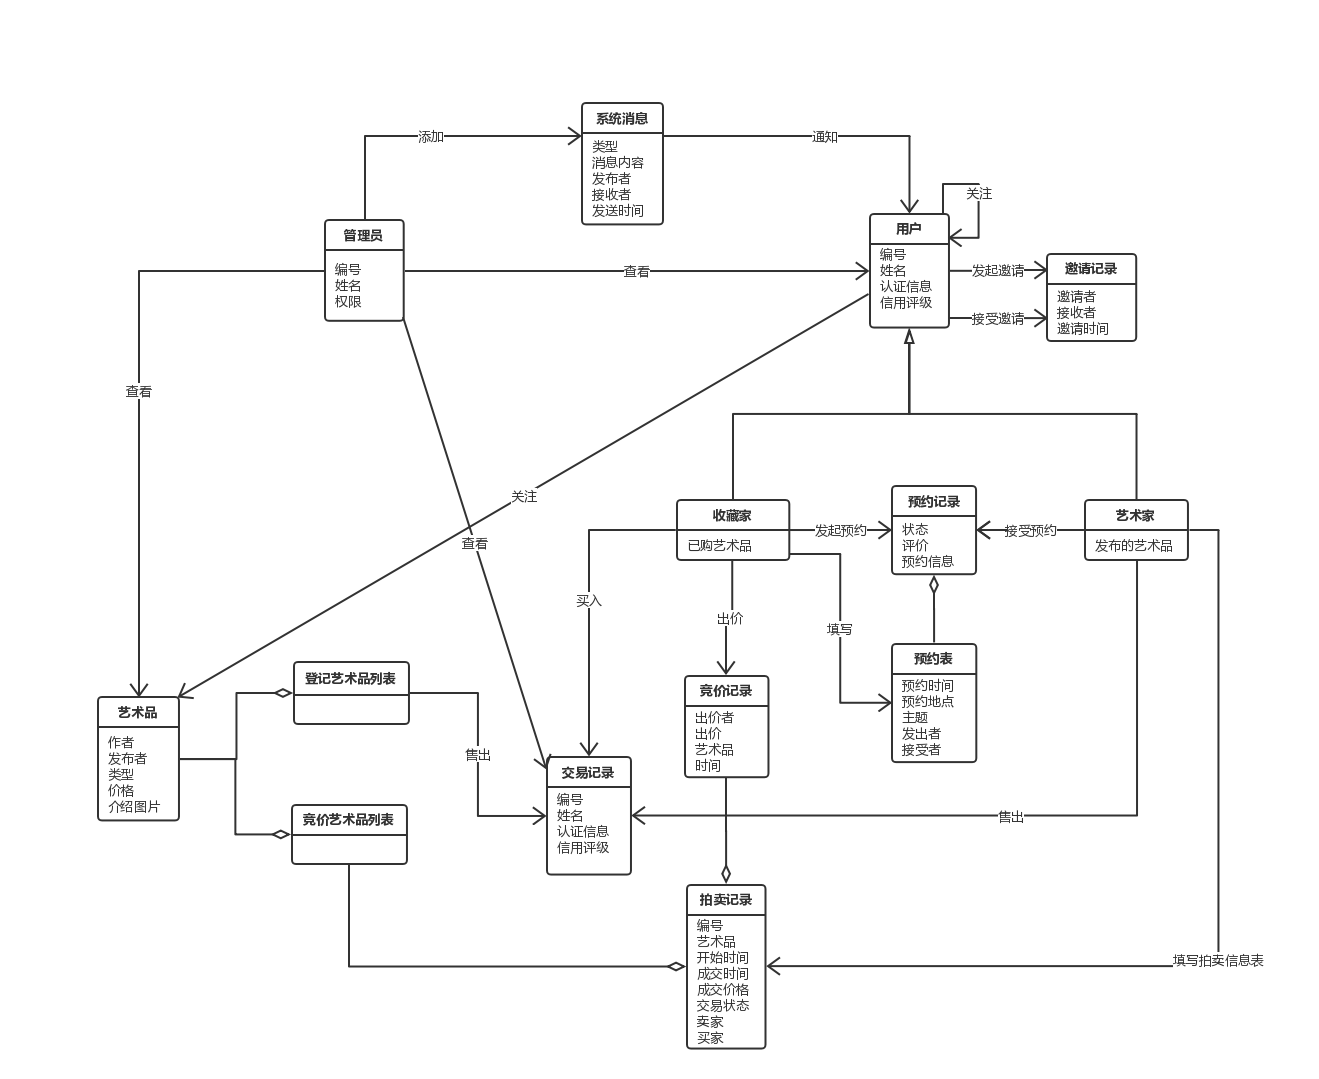 系统消息
类型
消息内容
发布者
接收者
发送时间
添加
通知
管理员
编号
姓名
权限
关注
用户
编号
姓名
认证信息
信用评级
查看
发起邀请
接受邀请
邀请记录
邀请者
接收者
邀请时间
查看
关注
查看
收藏家
已购艺术品
发起预约
预约记录
状态
评价
预约信息
接受预约
艺术家
发布的艺术品
买入
出价
填写
预约表
预约时间
预约地点
主题
发出者
接受者
竞价记录
出价者
出价
艺术品
时间
登记艺术品列表
艺术品
作者
发布者
类型
价格
介绍图片
售出
交易记录
编号
姓名
认证信息
信用评级
竞价艺术品列表
售出
拍卖记录
编号
艺术品
开始时间
成交时间
成交价格
交易状态
卖家
买家
填写拍卖信息表